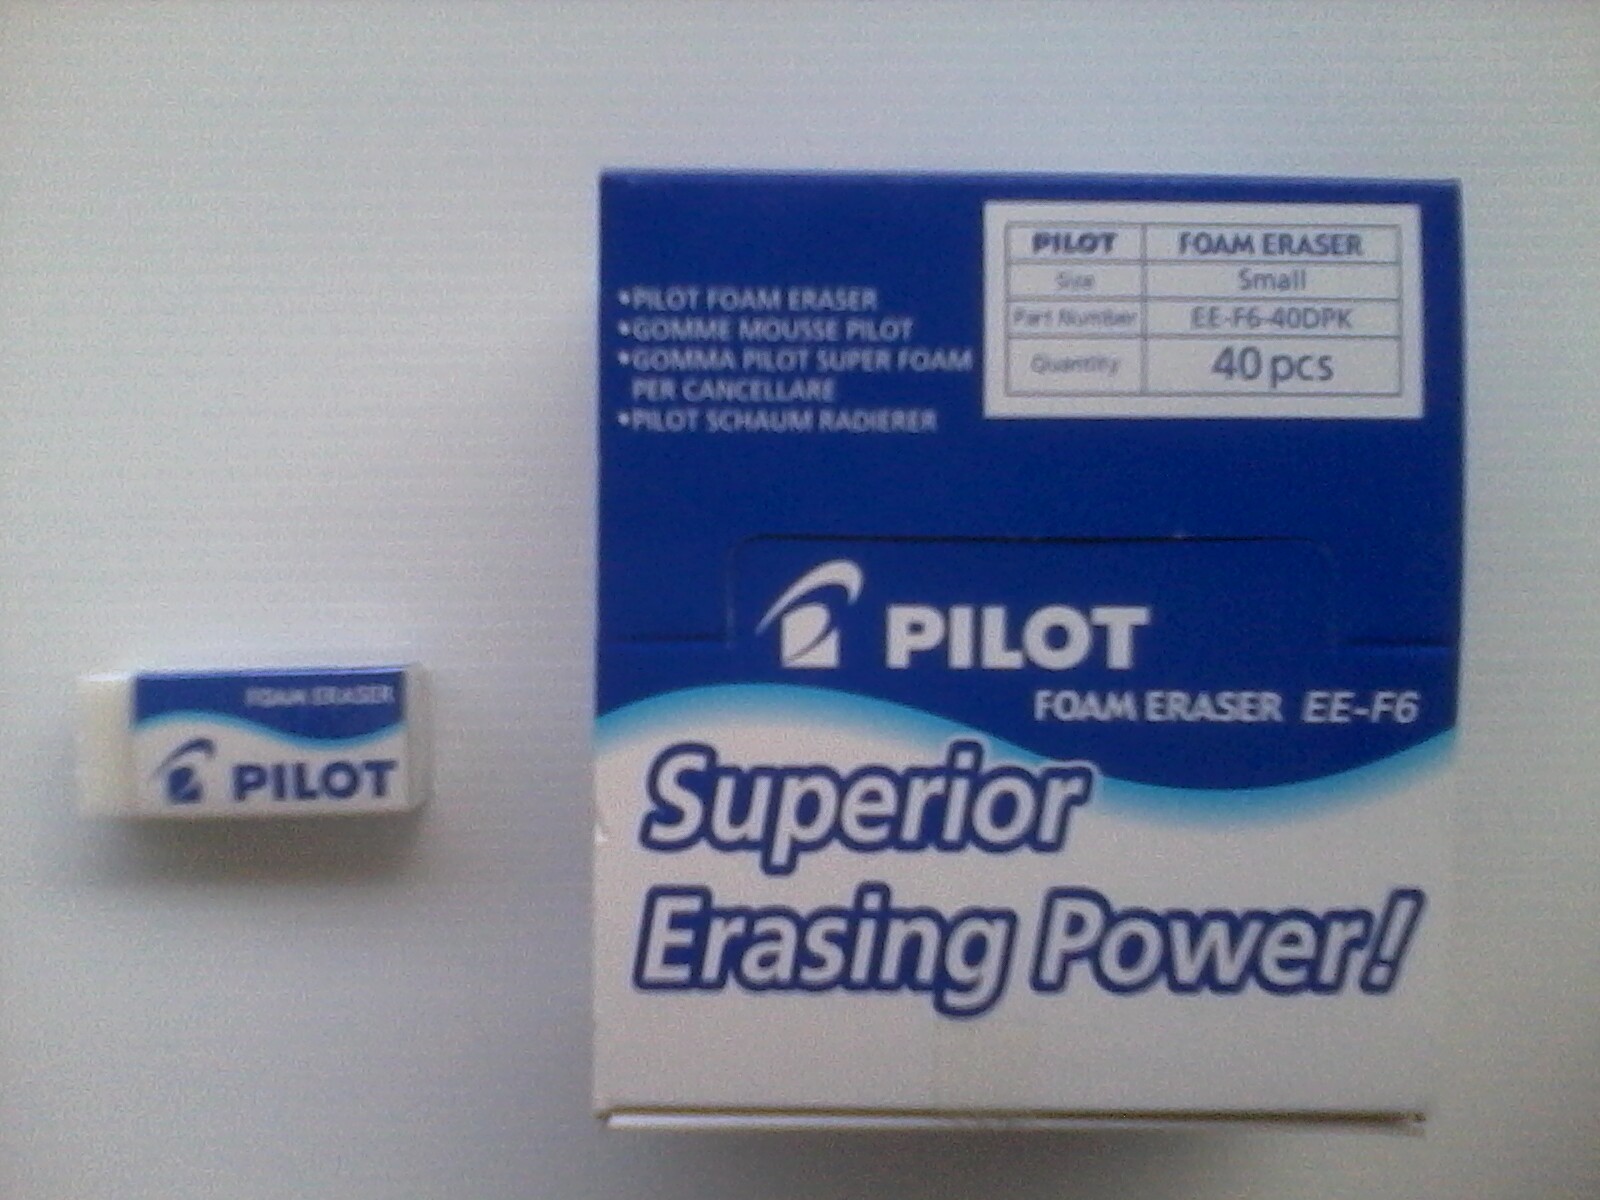 FOAM ERASER
PILOT
•PILOT FOAM ERASER
•GOMME MOUSSE PILOT
•GOMMA PILOT SUPER FOAM
PER CANCELLARE
•PILOT SCHAUM RADIERER
PILOT FOAM ERASER
Size Small
Part Number EE-F6-40DPK
Quantity 40 pcs
PILOT
FOAM ERASER EE-F6
Superior
Erasing Power!